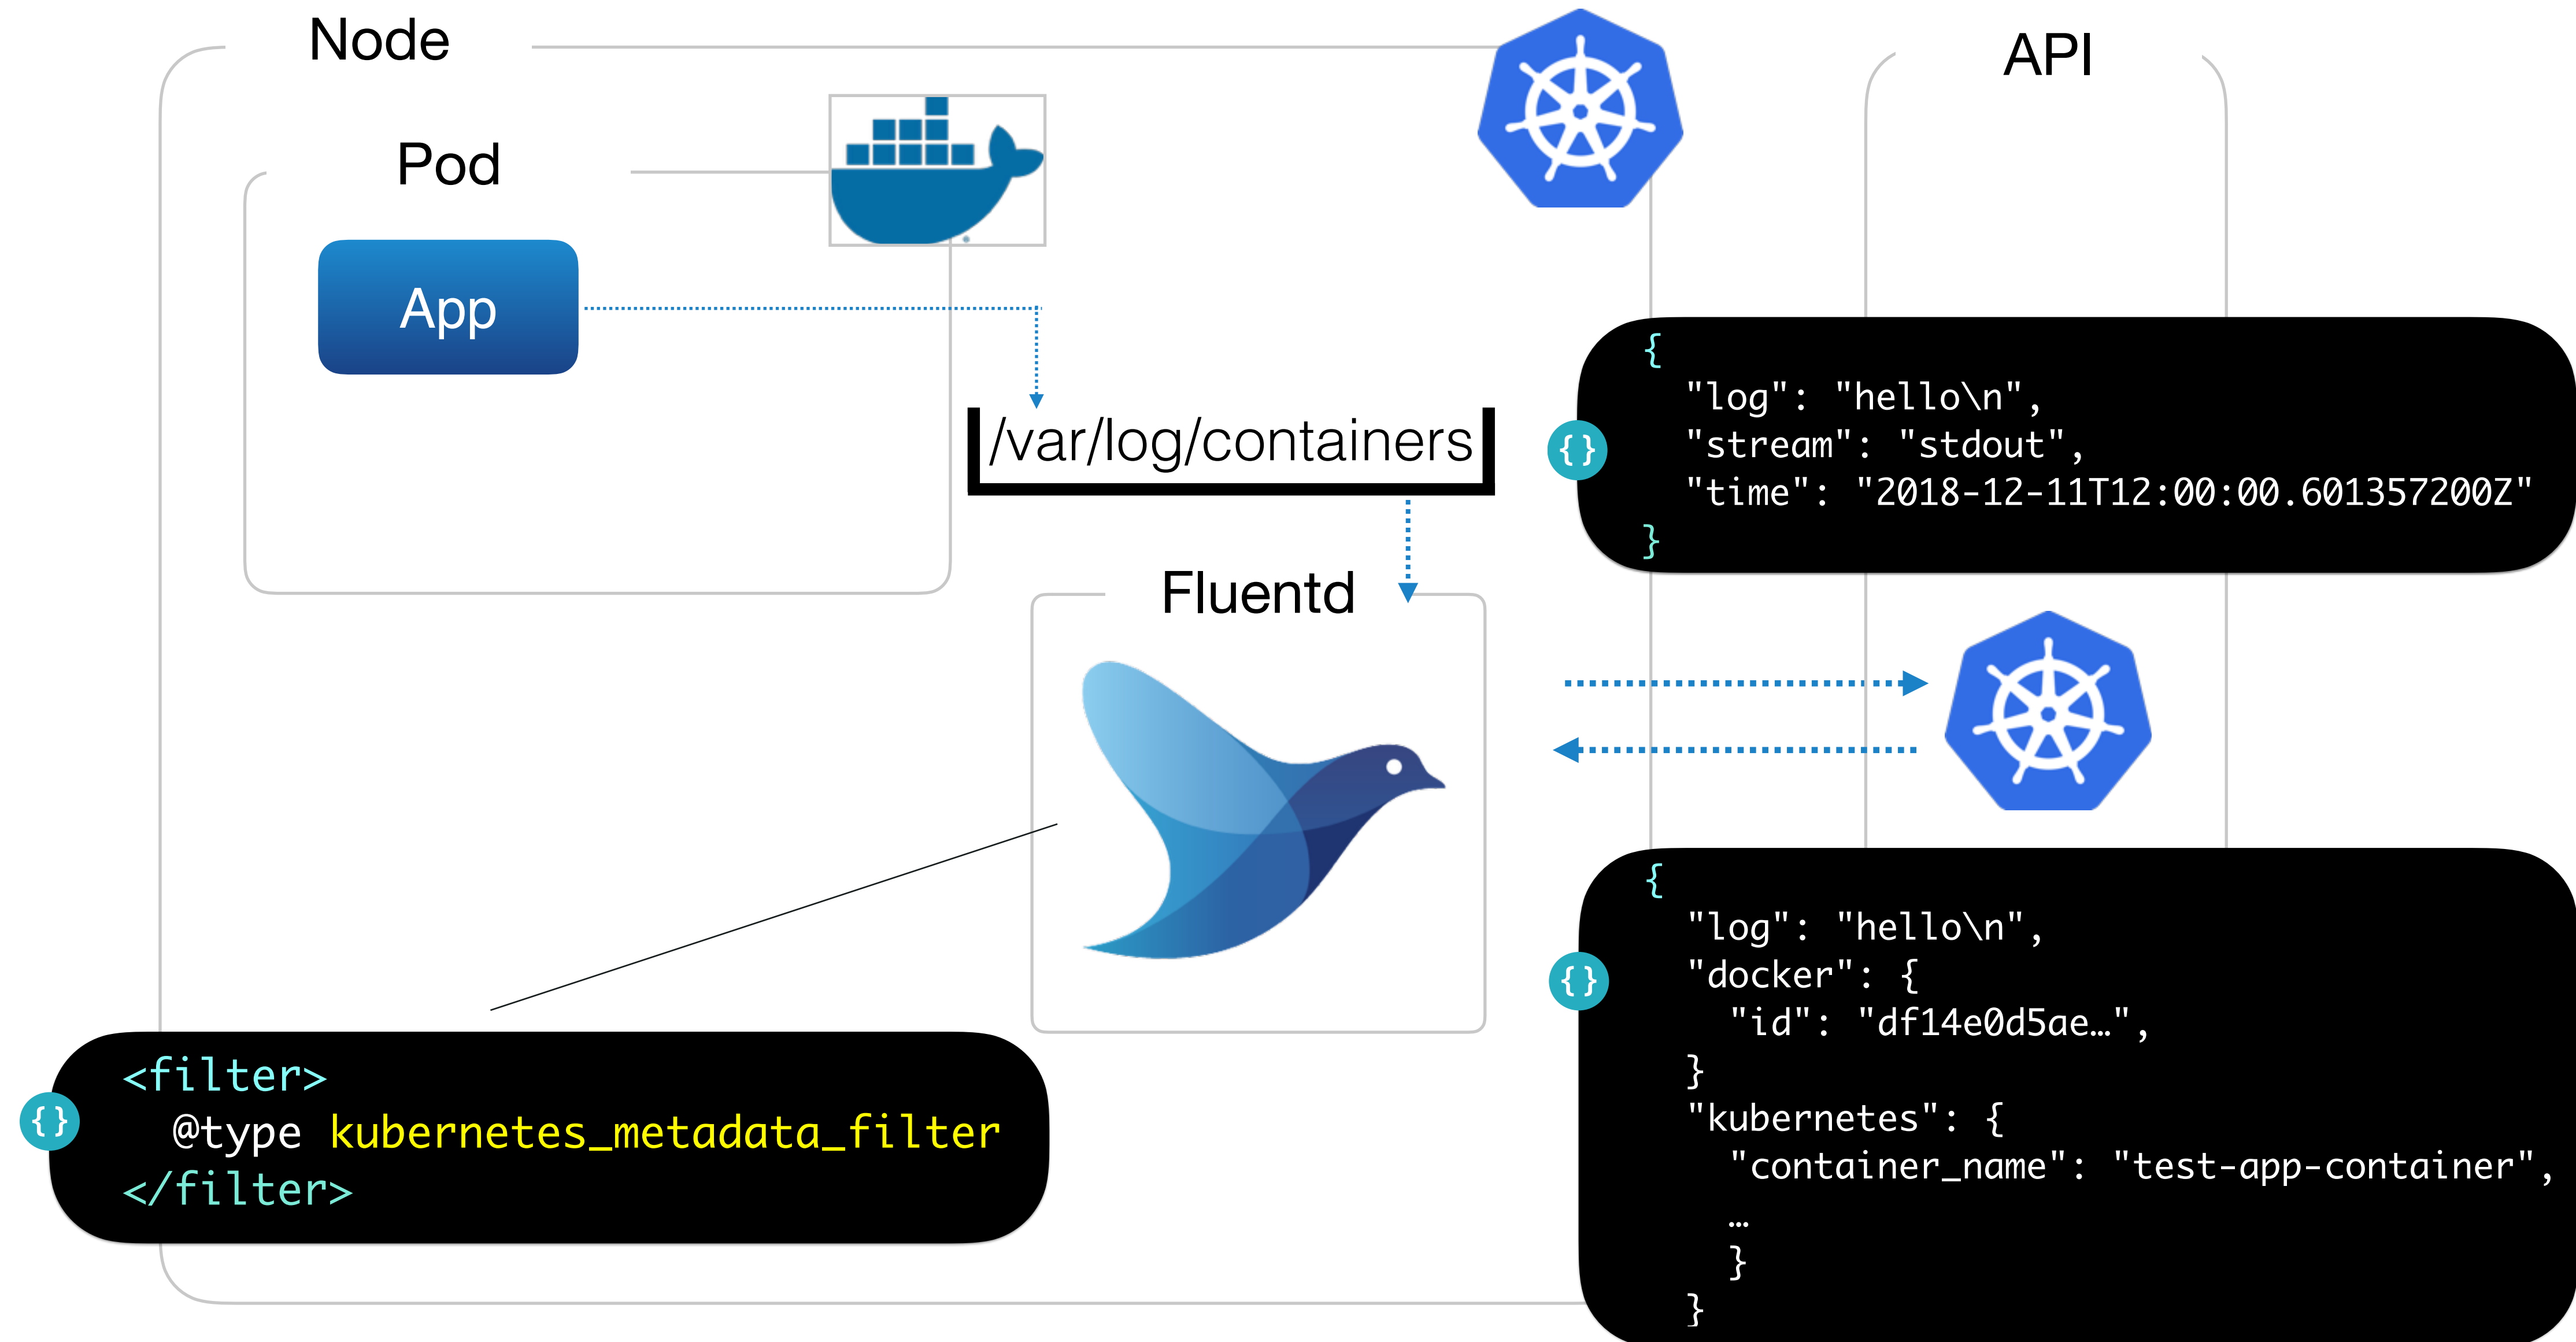 Node
API
Pod
App
/var/log/containers
{
"log": "hello\n",
"stream": "stdout",
"time": "2018-12-11T12:00:00.601357200Z"
}
{}
Fluentd
{
"log": "hello\n",
"docker": {
"id": "df14e0d5ae…",
}
"kubernetes": {
"container_name": "test-app-container",
…
}
}
{}
<filter>
@type kubernetes_metadata_filter
</filter>
{}